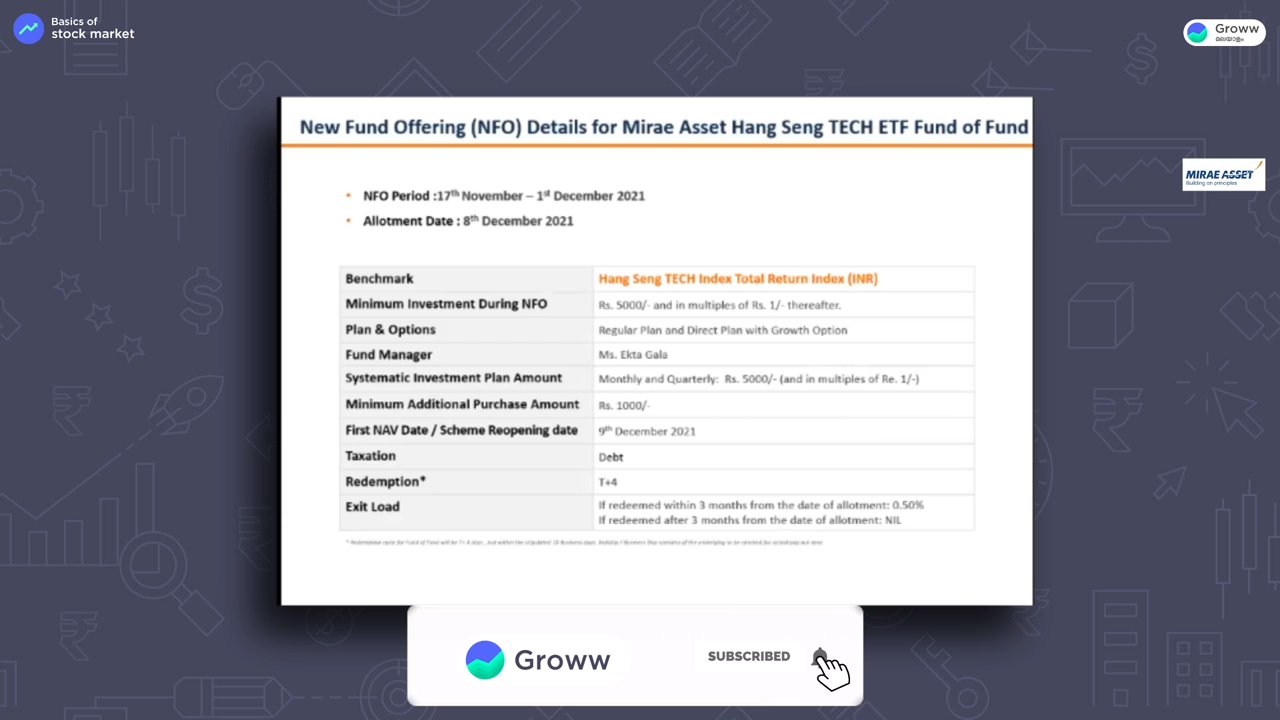 Basics of
stock market
Groww
മലയാളം
New Fund Offering (NFO) Details for Mirae Asset Hang Seng TECH ETF Fund of Fund
• NFO Period :17th November – 1st December 2021
• Allotment Date : 8th December 2021
MIRAE ASSET
Building on principles
Benchmark Hang Seng TECH Index Total Return Index (INR)
Minimum Investment During NFO Rs. 5000/- and in multiples of Rs. 1/- thereafter.
Plan & Options Regular Plan and Direct Plan with Growth Option
Fund Manager Ms. Ekta Gala
Systematic Investment Plan Amount Monthly and Quarterly: Rs. 5000/- (and in multiples of Re. 1/-)
Minimum Additional Purchase Amount Rs. 1000/-
First NAV Date / Scheme Reopening date 9th December 2021
Taxation Debt
Redemption* T+4
Exit Load If redeemed within 3 months from the date of allotment: 0.50%
If redeemed after 3 months from the date of allotment: NIL
Groww
SUBSCRIBED